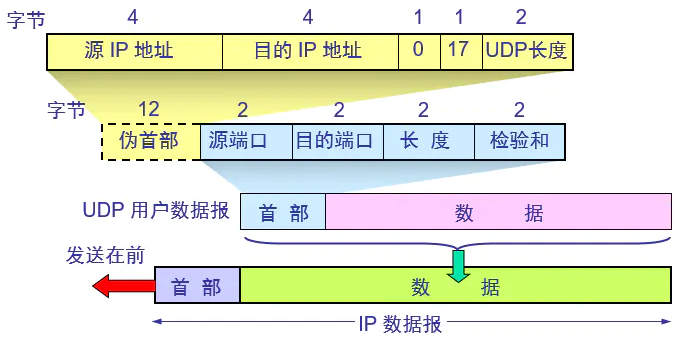 字节 4 4 1 1 2
源 IP 地址 目的 IP 地址 0 17 UDP长度
字节 12 2 2 2 2
伪首部 源端口 目的端口 长 度 检验和
UDP 用户数据报 首 部 数 据
发送在前
首 部 数 据
IP 数据报